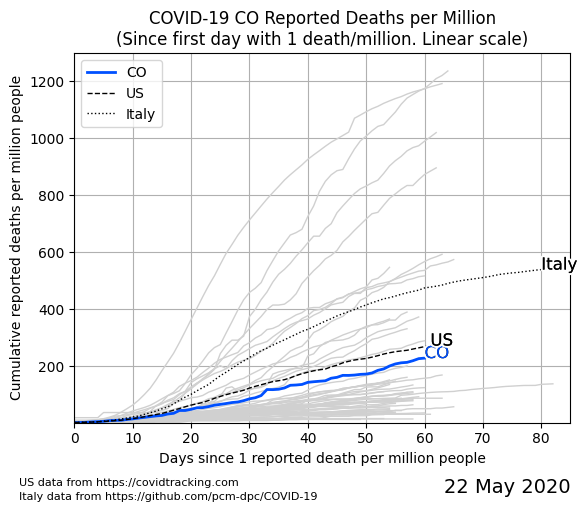 COVID-19 CO Reported Deaths per Million
(Since first day with 1 death/million. Linear scale)
Cumulative reported deaths per million people
1200
1000
800
600
400
200
CO
US
Italy
Italy
US
CO
0 10 20 30 40 50 60 70 80
Days since 1 reported death per million people
US data from https://covidtracking.com
Italy data from https://github.com/pcm-dpc/COVID-19
22 May 2020